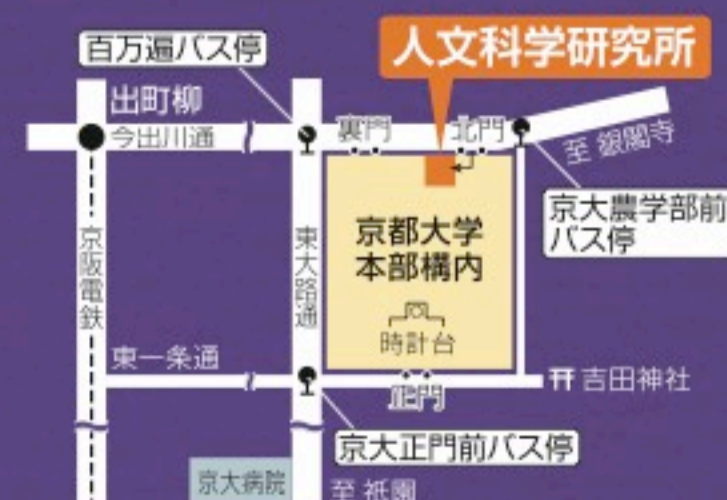 百万遍バス停
人文科学研究所
出町柳
今出川通
裏門
北門
至 銀閣寺
京大農学部前
バス停
京阪電鉄
東大路通
京都大学
本部構内
時計台
東一条通
正門
吉田神社
京大正門前バス停
京大病院
至 祇園